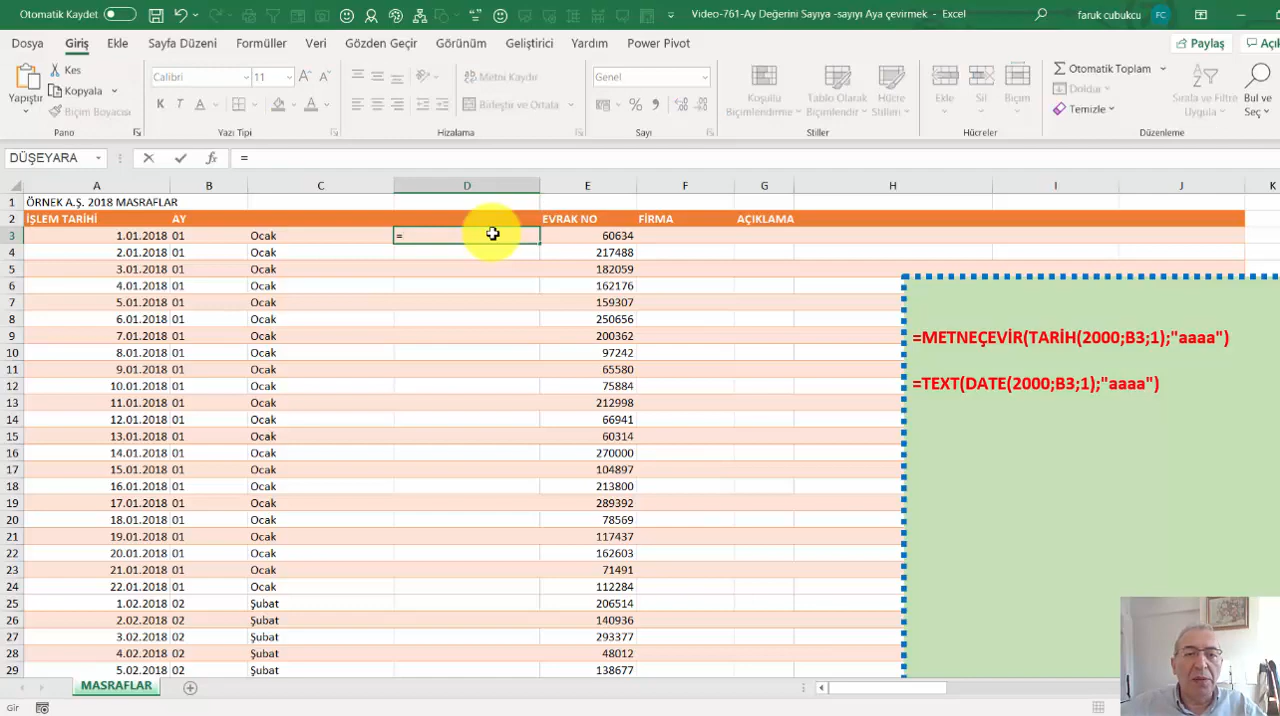 Otomatik Kaydet
Video-761-Ay Değerini Sayıya -sayıyı Aya çevirmek - Excel
faruk cubukcu FC
Dosya Giriş Ekle Sayfa Düzeni Formüller Veri Gözden Geçir Görünüm Geliştirici Yardım Power Pivot Paylaş Açık
Yapıştır Kes Kopyala Biçim Boyacısı
Calibri 11 Metni Kaydır Birleştir ve Ortala Genel
Koşullu Biçimlendirme Tablo Olarak Biçimlendir Hücre Stilleri Ekle Sil Biçim
Otomatik Toplam Doldur Temizle Sırala ve Filtre Uygula Bul ve Seç
Pano Yazı Tipi Hizalama Sayı Stiller Hücreler Düzenleme
DÜŞEYARA fx =
A B C D E F G H I J K
1 ÖRNEK A.Ş. 2018 MASRAFLAR
2 İŞLEM TARİHİ AY EVRAK NO FİRMA AÇIKLAMA
3 1.01.2018 01 Ocak = 60634
4 2.01.2018 01 Ocak 217488
5 3.01.2018 01 Ocak 182059
6 4.01.2018 01 Ocak 162176
7 5.01.2018 01 Ocak 159307
8 6.01.2018 01 Ocak 250656
9 7.01.2018 01 Ocak 200362
10 8.01.2018 01 Ocak 97242
11 9.01.2018 01 Ocak 65580
12 10.01.2018 01 Ocak 75884
13 11.01.2018 01 Ocak 212998
14 12.01.2018 01 Ocak 66941
15 13.01.2018 01 Ocak 60314
16 14.01.2018 01 Ocak 270000
17 15.01.2018 01 Ocak 104897
18 16.01.2018 01 Ocak 213800
19 17.01.2018 01 Ocak 289392
20 18.01.2018 01 Ocak 78569
21 19.01.2018 01 Ocak 117437
22 20.01.2018 01 Ocak 162603
23 21.01.2018 01 Ocak 71491
24 22.01.2018 01 Ocak 112284
25 1.02.2018 02 Şubat 206514
26 2.02.2018 02 Şubat 140936
27 3.02.2018 02 Şubat 293377
28 4.02.2018 02 Şubat 48012
29 5.02.2018 02 Şubat 138677
=METNEÇEVİR(TARİH(2000;B3;1);"aaaa")
=TEXT(DATE(2000;B3;1);"aaaa")
MASRAFLAR
Gir